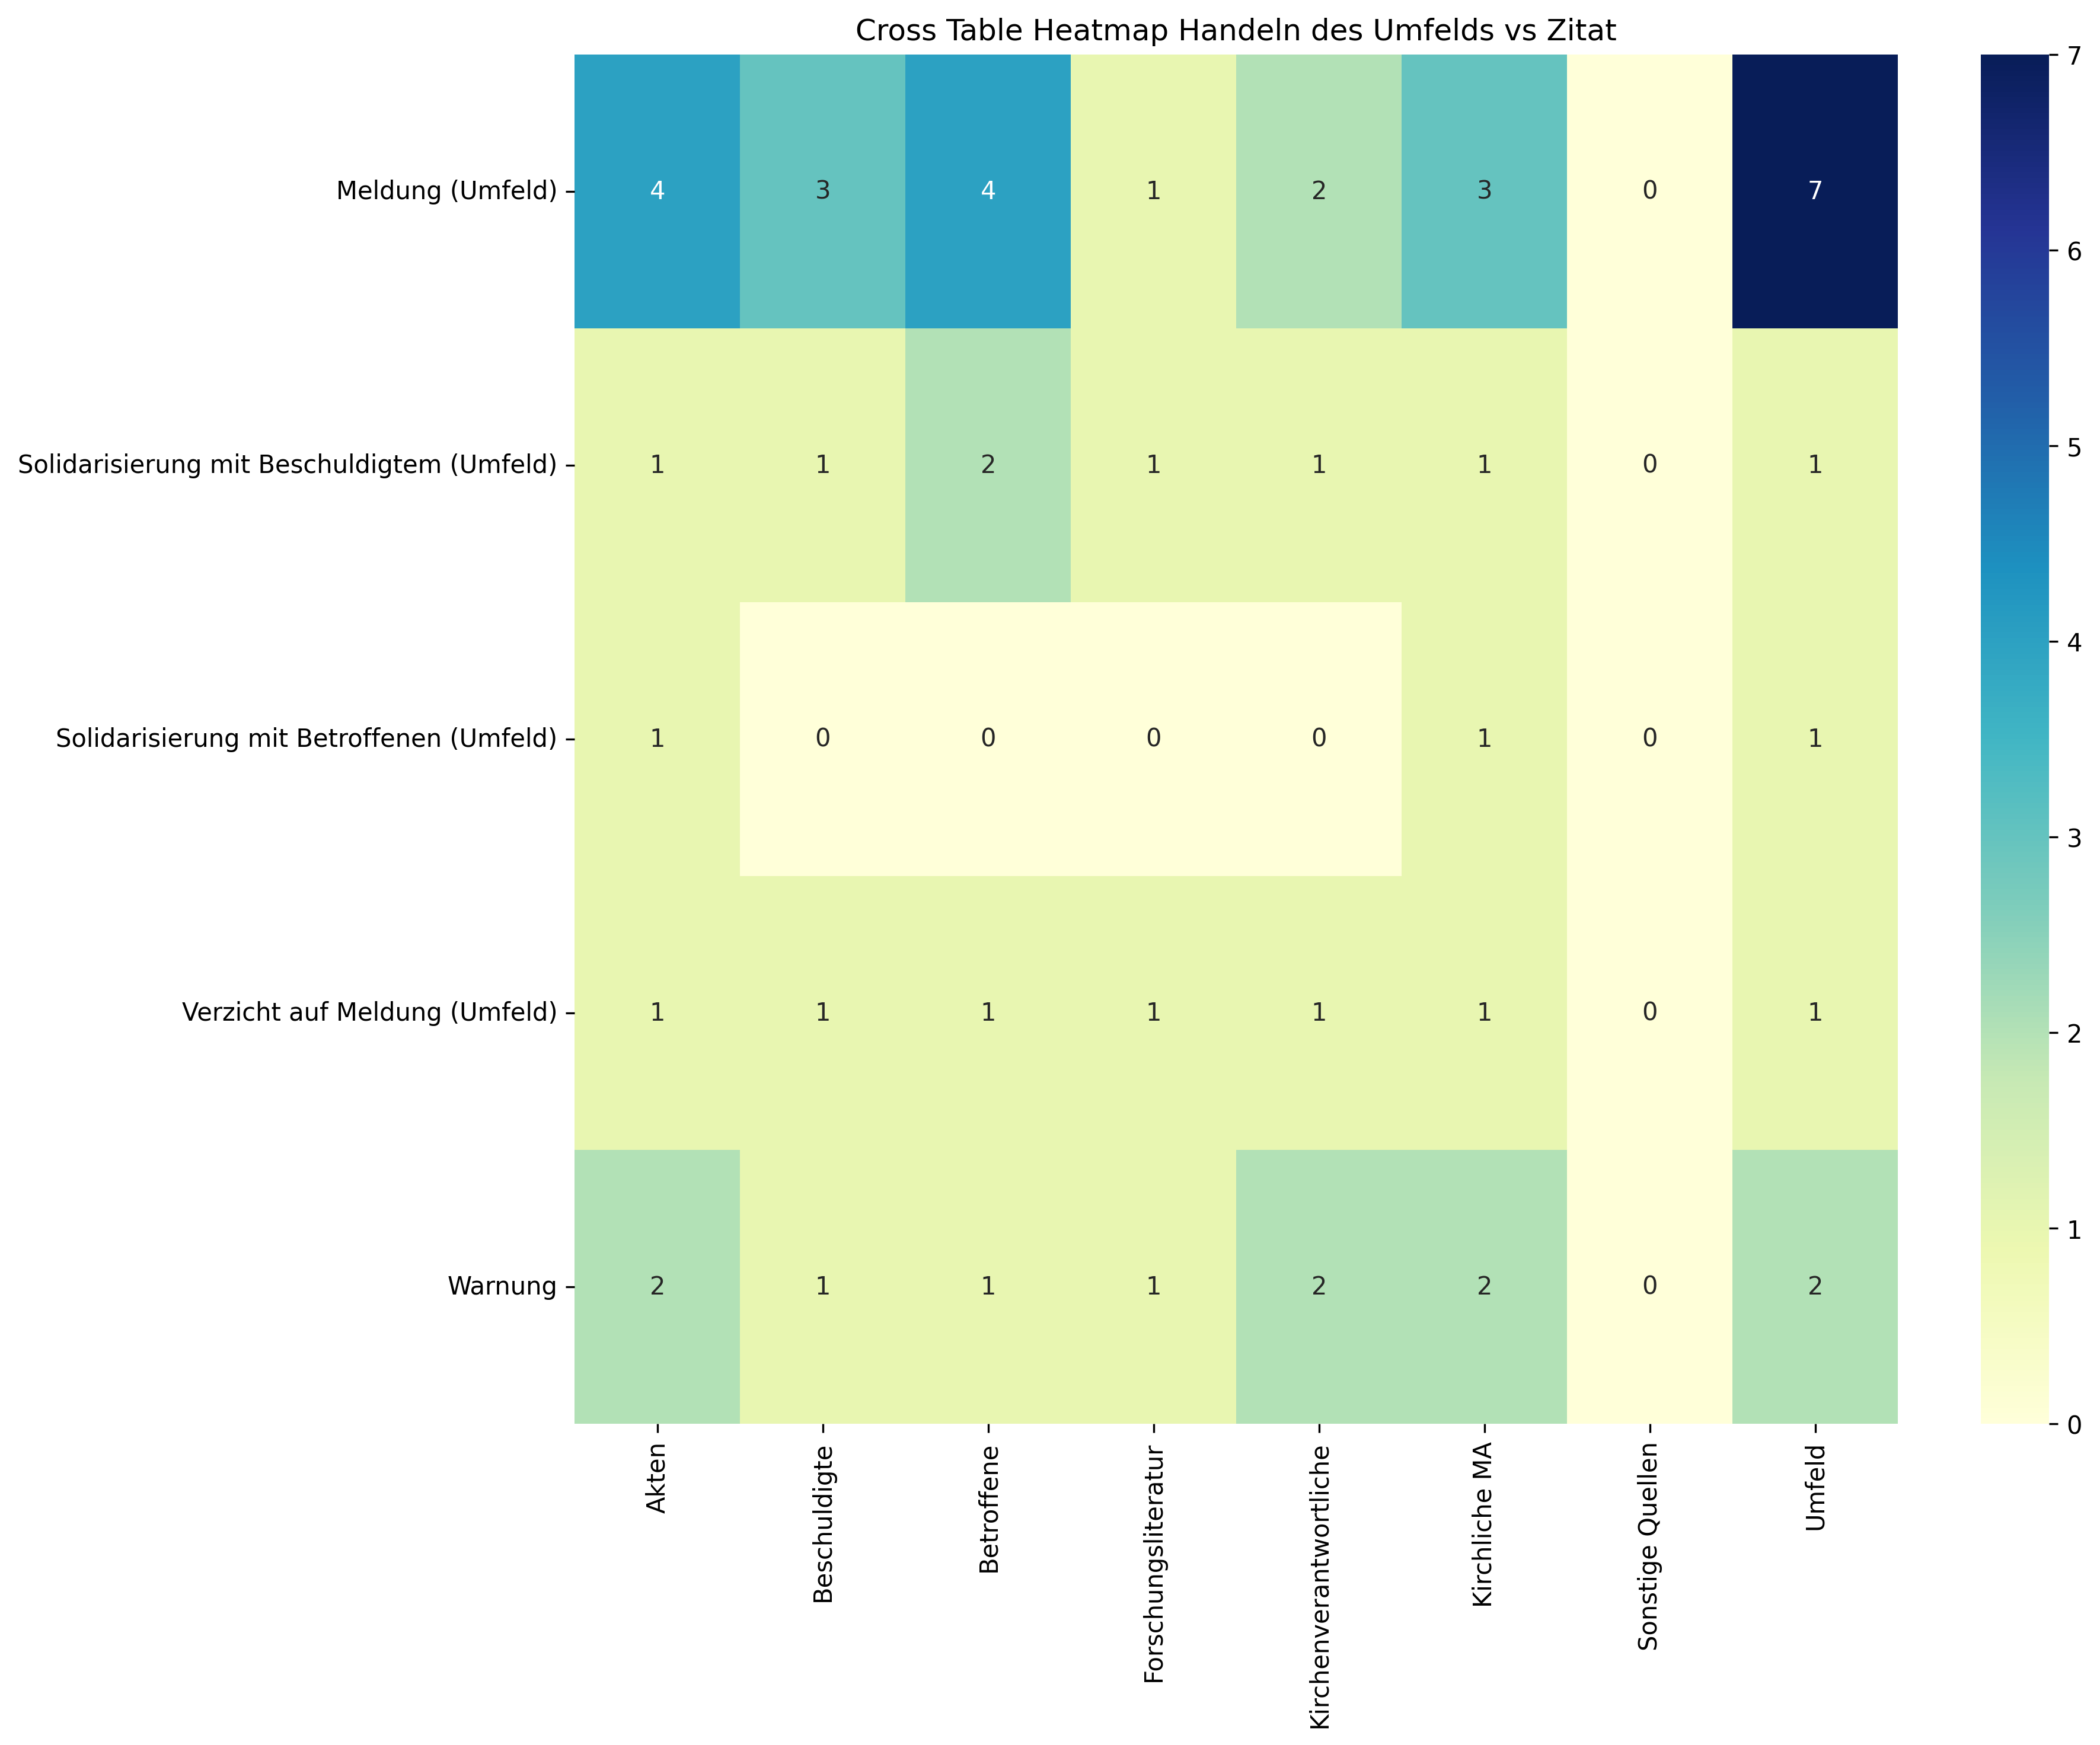 Cross Table Heatmap Handeln des Umfelds vs Zitat
Meldung (Umfeld) 4 3 4 1 2 3 0 7
Solidarisierung mit Beschuldigtem (Umfeld) 1 1 2 1 1 1 0 1
Solidarisierung mit Betroffenen (Umfeld) 1 0 0 0 0 1 0 1
Verzicht auf Meldung (Umfeld) 1 1 1 1 1 1 0 1
Warnung 2 1 1 1 2 2 0 2
Akten
Beschuldigte
Betroffene
Forschungsliteratur
Kirchenverantwortliche
Kirchliche MA
Sonstige Quellen
Umfeld
7
6
5
4
3
2
1
0